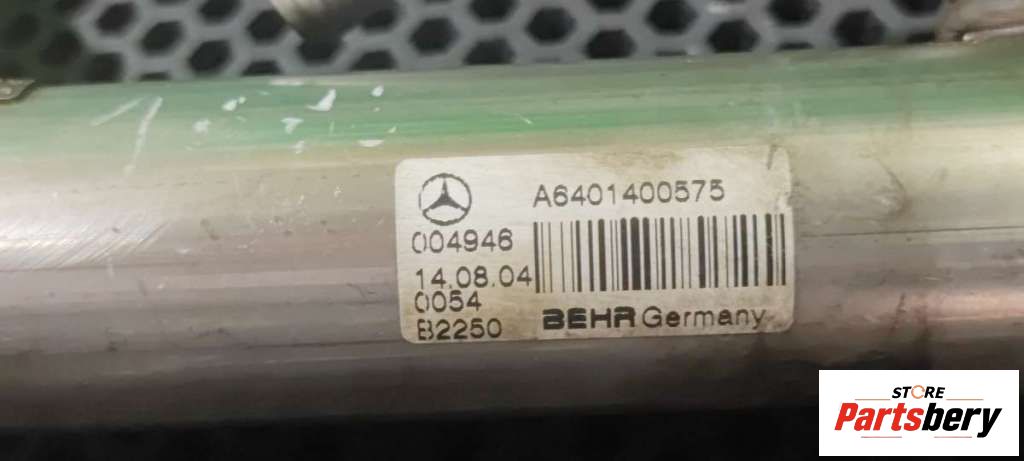 A6401400575
004946
14.08.04
0054
B2250
BEHR Germany
STORE
Partsbery